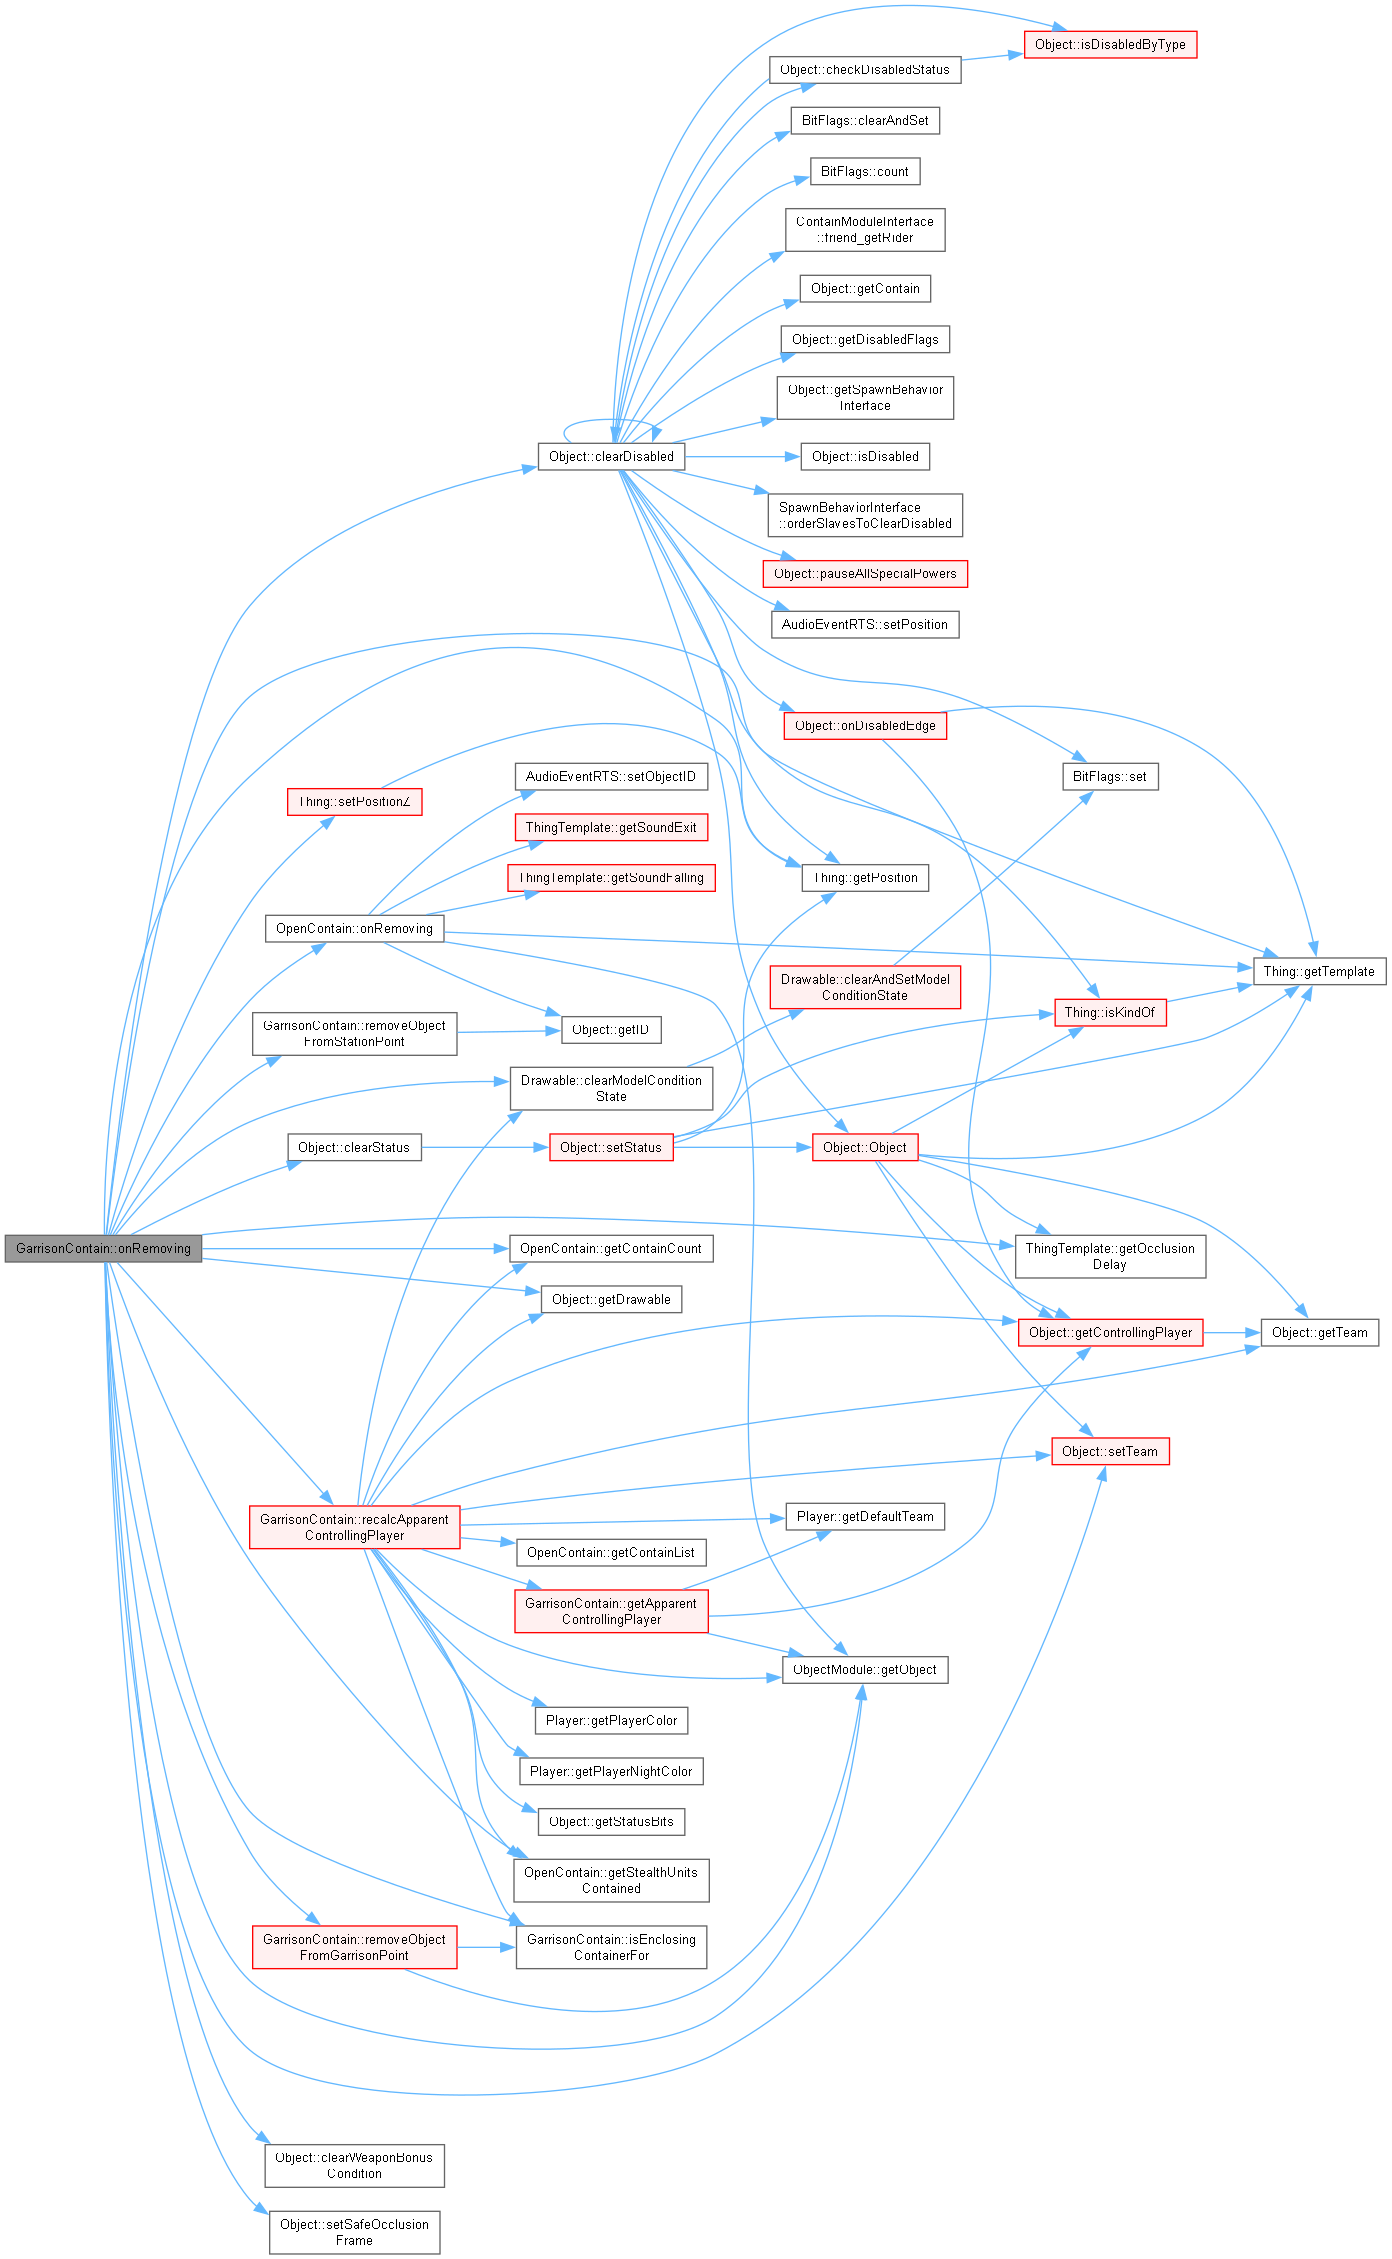 Object::isDisabledByType
Object::checkDisabledStatus
BitFlags::clearAndSet
BitFlags::count
ContainModuleInterface
::friend_getRider
Object::getContain
Object::getDisabledFlags
Object::getSpawnBehavior
Interface
Object::clearDisabled
Object::isDisabled
SpawnBehaviorInterface
::orderSlavesToClearDisabled
Object::pauseAllSpecialPowers
AudioEventRTS::setPosition
Object::onDisabledEdge
BitFlags::set
AudioEventRTS::setObjectID
Thing::setPositionZ
ThingTemplate::getSoundExit
ThingTemplate::getSoundFalling
Thing::getPosition
OpenContain::onRemoving
Thing::getTemplate
Drawable::clearAndSetModel
ConditionState
Thing::isKindOf
GarrisonContain::removeObject
FromStationPoint
Object::getID
Drawable::clearModelCondition
State
Object::clearStatus
Object::setStatus
Object::Object
GarrisonContain::onRemoving
OpenContain::getContainCount
ThingTemplate::getOcclusion
Delay
Object::getDrawable
Object::getControllingPlayer
Object::getTeam
Object::setTeam
GarrisonContain::recalcApparent
ControllingPlayer
Player::getDefaultTeam
OpenContain::getContainList
GarrisonContain::getApparent
ControllingPlayer
ObjectModule::getObject
Player::getPlayerColor
Player::getPlayerNightColor
Object::getStatusBits
OpenContain::getStealthUnits
Contained
GarrisonContain::removeObject
FromGarrisonPoint
GarrisonContain::isEnclosing
ContainerFor
Object::clearWeaponBonus
Condition
Object::setSafeOcclusion
Frame